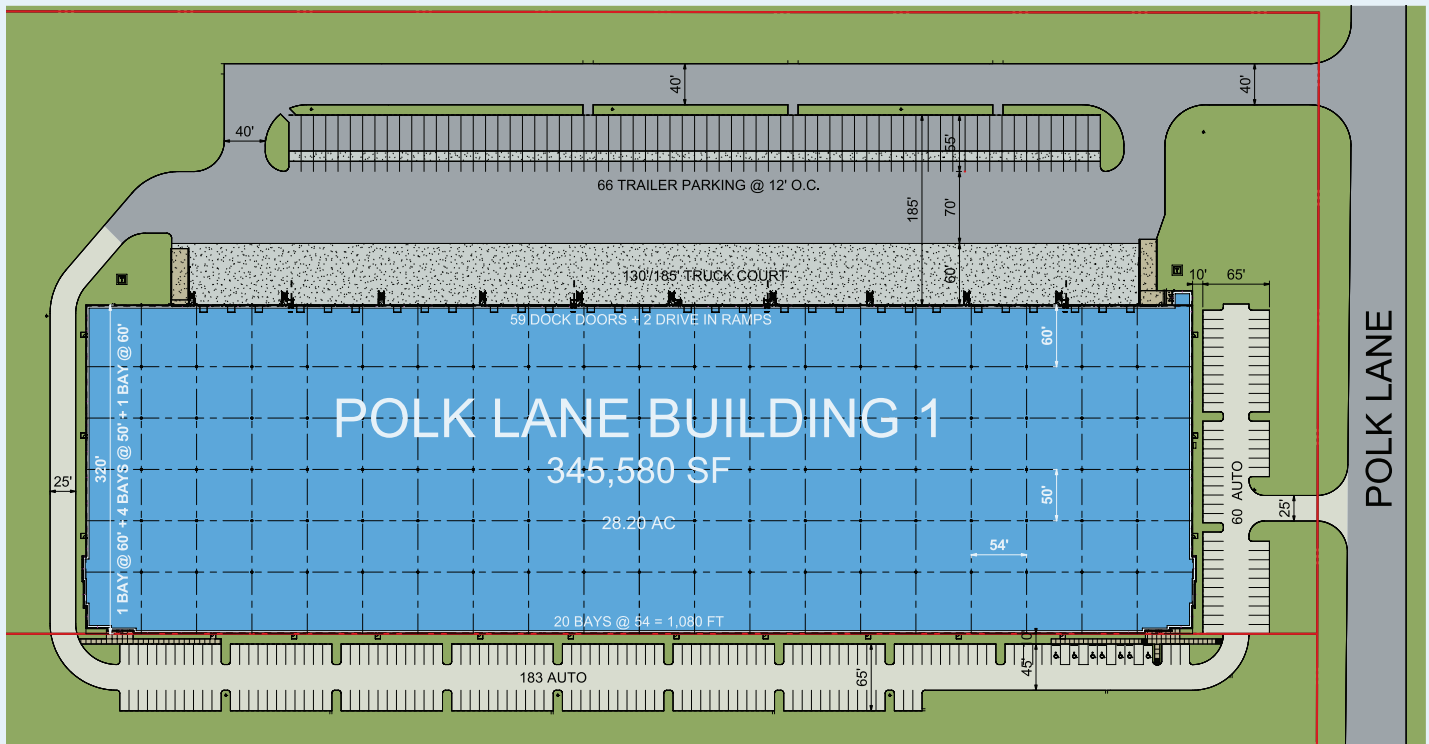 40'
40'
40'
55'
66 TRAILER PARKING @ 12' O.C.
185'
70'
130'/185' TRUCK COURT
60'
10'
65'
59 DOCK DOORS + 2 DRIVE IN RAMPS
60'
1 BAY @ 60' + 4 BAYS @ 50' + 1 BAY @ 60'
320'
25'
POLK LANE BUILDING 1
345,580 SF
28.20 AC
50'
54'
20 BAYS @ 54 = 1,080 FT
60 AUTO
25'
POLK LANE
183 AUTO
65'
45'